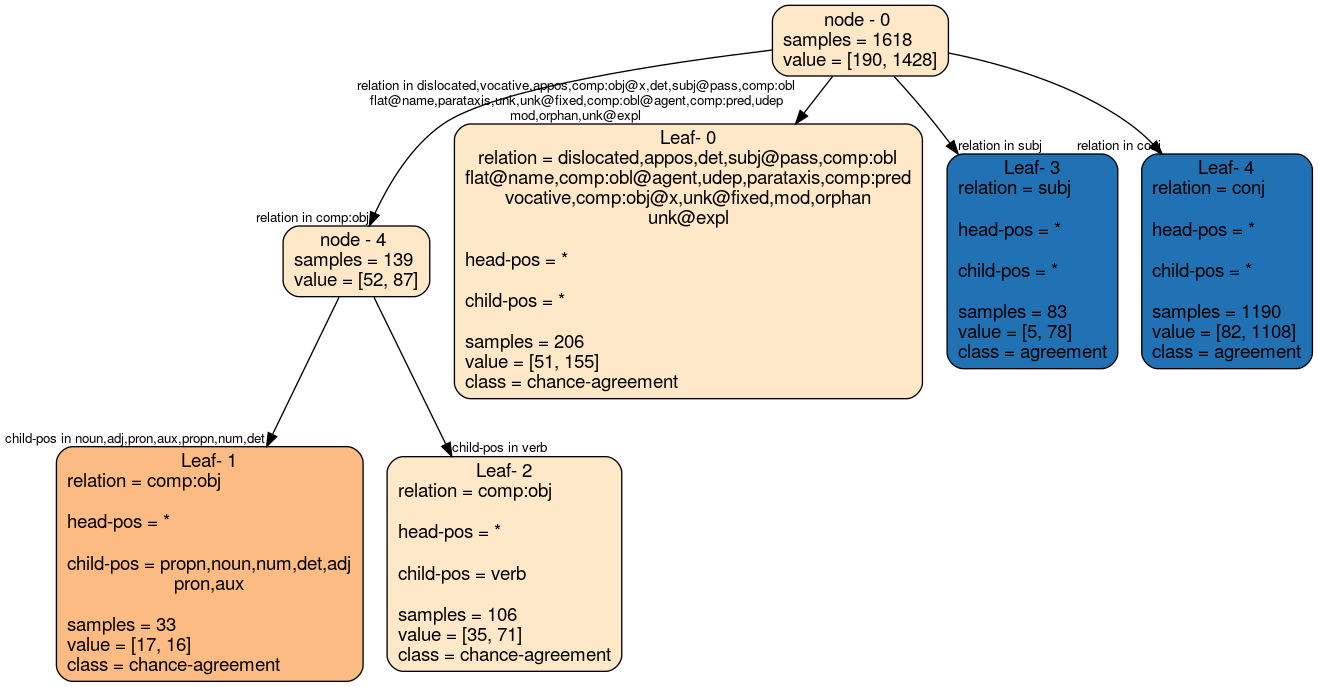 node - 0
samples = 1618
value = [190, 1428]
relation in dislocated,vocative,appos,comp:obj@x,det,subj@pass,comp:obl
flat@name,parataxis,unk,unk@fixed,comp:obl@agent,comp:pred,udep
mod,orphan,unk@expl
relation in subj
relation in conj
Leaf- 0
relation = dislocated,appos,det,subj@pass,comp:obl
flat@name,comp:obl@agent,udep,parataxis,comp:pred
vocative,comp:obj@x,unk@fixed,mod,orphan
unk@expl
head-pos = *
child-pos = *
samples = 206
value = [51, 155]
class = chance-agreement
Leaf- 3
relation = subj
head-pos = *
child-pos = *
samples = 83
value = [5, 78]
class = agreement
Leaf- 4
relation = conj
head-pos = *
child-pos = *
samples = 1190
value = [82, 1108]
class = agreement
relation in comp:obj
node - 4
samples = 139
value = [52, 87]
child-pos in noun,adj,pron,aux,propn,num,det
child-pos in verb
Leaf- 1
relation = comp:obj
head-pos = *
child-pos = propn,noun,num,det,adj
pron,aux
samples = 33
value = [17, 16]
class = chance-agreement
Leaf- 2
relation = comp:obj
head-pos = *
child-pos = verb
samples = 106
value = [35, 71]
class = chance-agreement